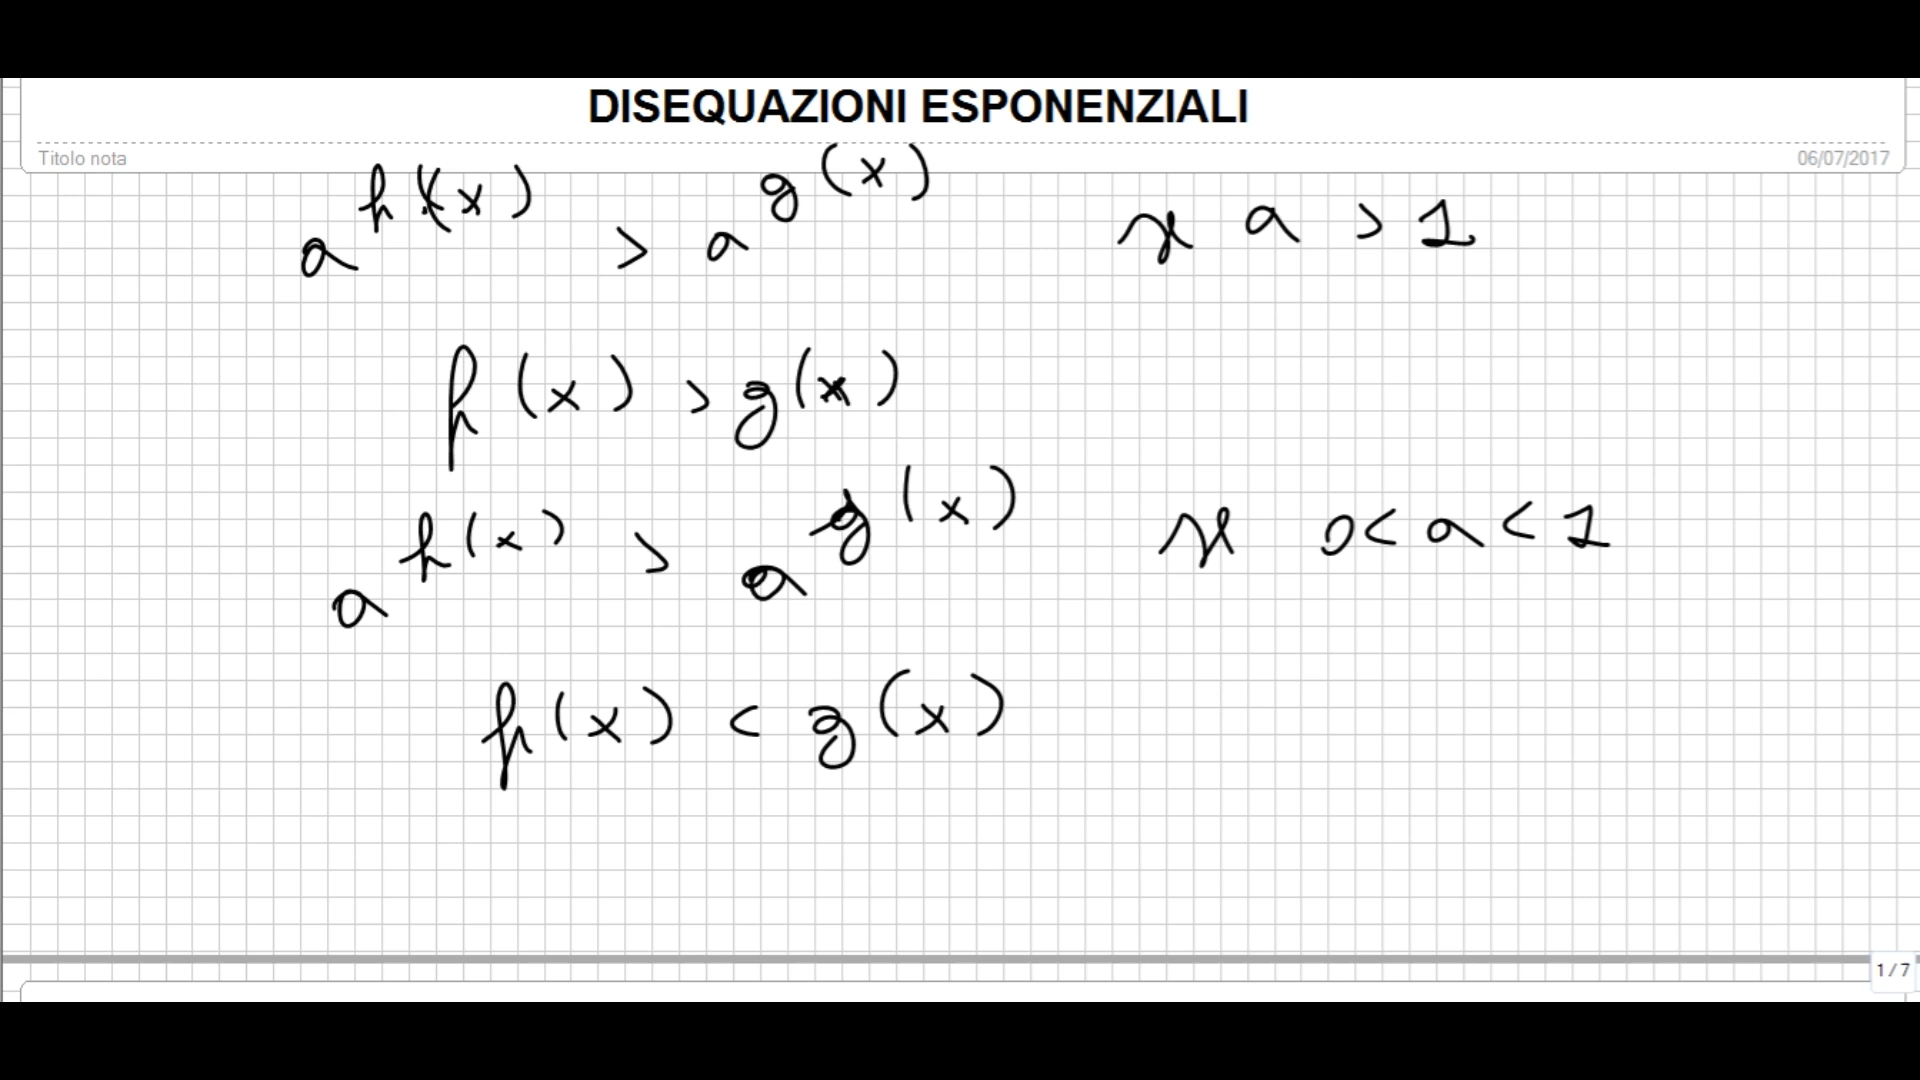 DISEQUAZIONI ESPONENZIALI
Titolo nota
06/07/2017
a^f(x) > a^g(x) se a > 1
f(x) > g(x)
a^f(x) > a^g(x) se 0 < a < 1
f(x) < g(x)
1 / 7